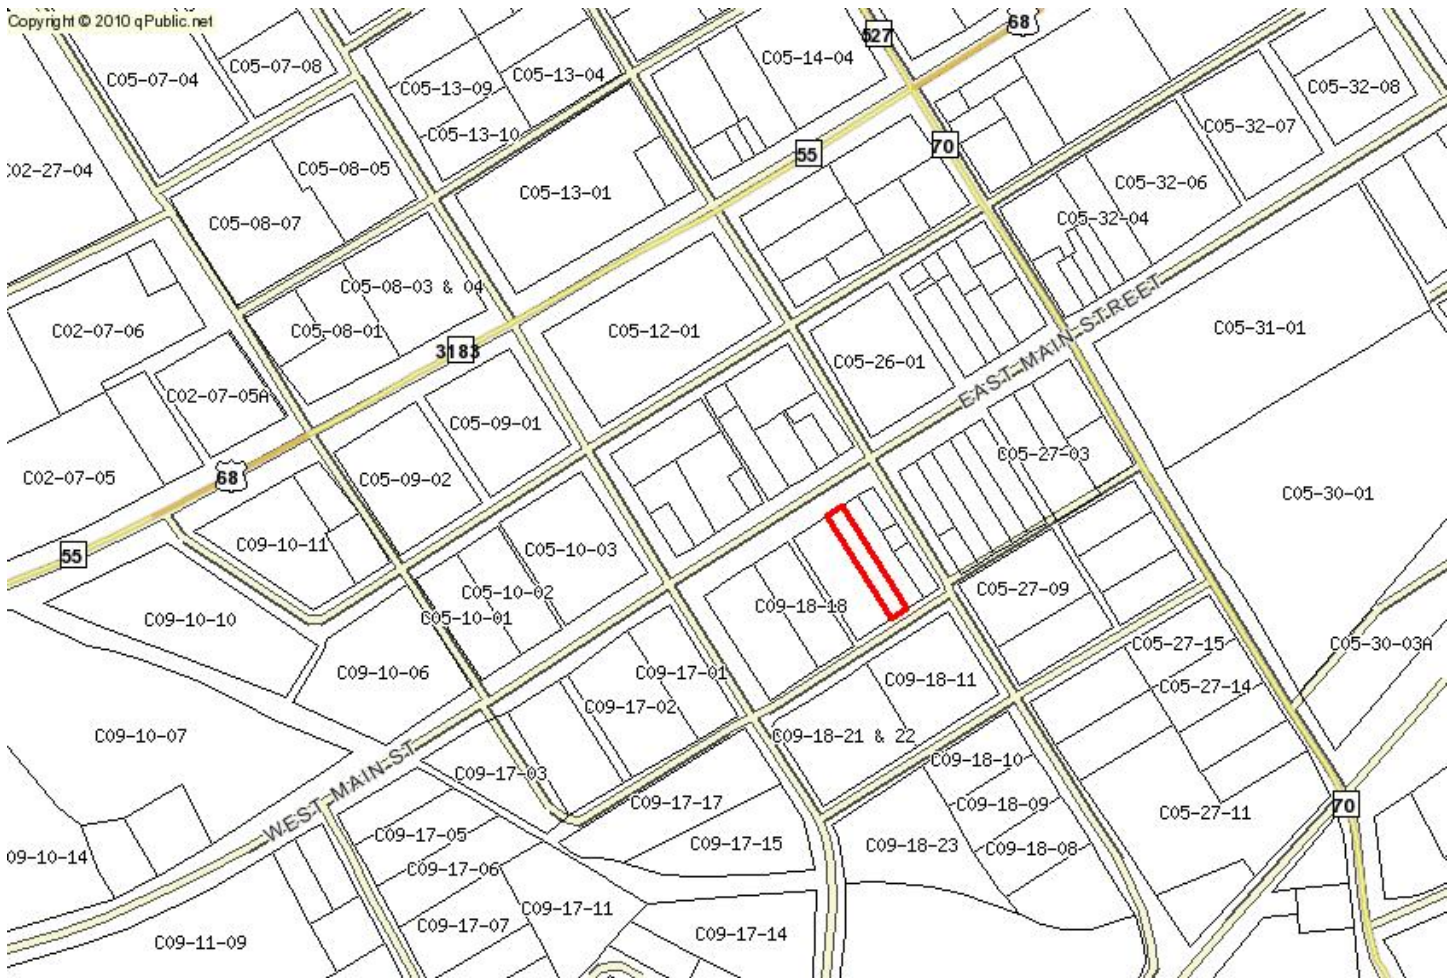 Copyright © 2010 qPublic.net
68
527
C05-07-04
C05-07-08
C05-13-04
C05-14-04
C05-13-09
C05-32-08
C05-13-10
C05-32-07
70
55
C02-27-04
C05-08-05
C05-13-01
C05-32-06
C05-08-07
C05-32-04
C05-08-03 & 04
EAST MAIN STREET
C02-07-06
C05-08-01
C05-12-01
C05-31-01
3183
C05-26-01
C02-07-05A
C05-09-01
C05-27-03
C02-07-05
68
C05-09-02
C05-30-01
55
C09-10-11
C05-10-03
C05-27-09
C05-10-02
C09-18-18
C09-10-10
C05-10-01
C05-27-15
C05-30-03A
C09-10-06
C09-17-01
C09-18-11
C05-27-14
C09-17-02
C09-10-07
C09-18-21 & 22
C09-18-10
C09-17-03
WEST MAIN ST
C09-17-17
C09-18-09
70
C05-27-11
C09-17-05
C09-17-15
C09-18-23
C09-18-08
09-10-14
C09-17-06
C09-17-11
C09-17-07
C09-17-14
C09-11-09